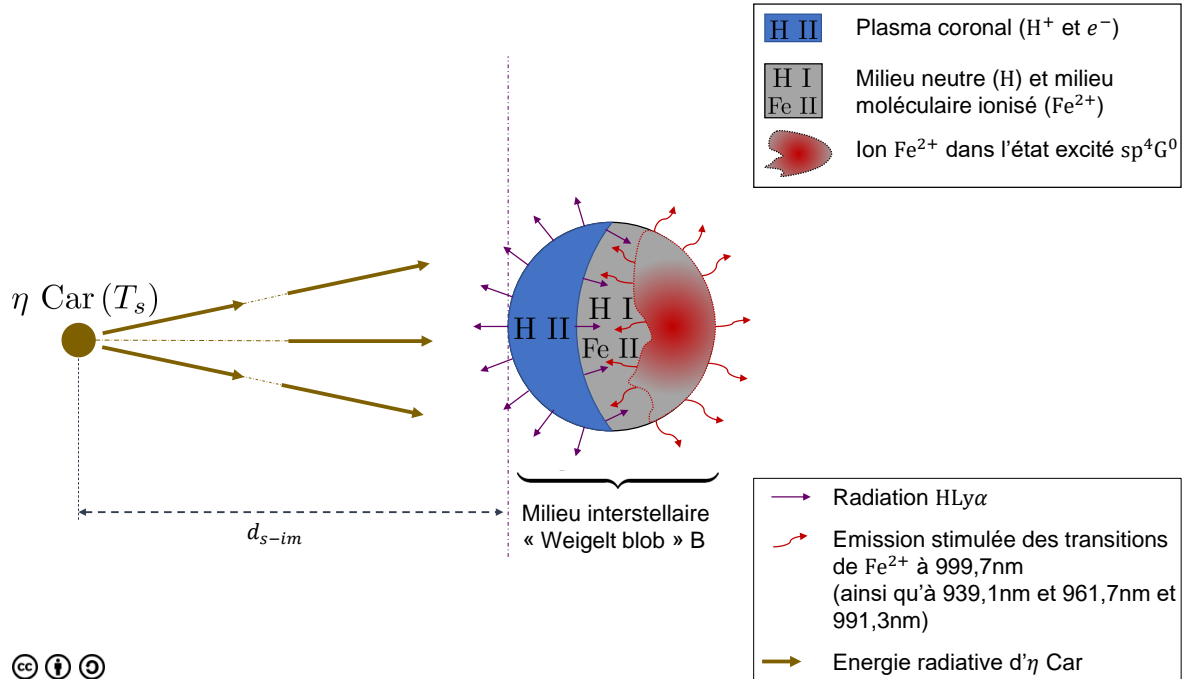 H II
Plasma coronal (H⁺ et e⁻)
H I
Fe II
Milieu neutre (H) et milieu
moléculaire ionisé (Fe²⁺)
Ion Fe²⁺ dans l'état excité sp⁴G⁰
η Car (Tₛ)
H II
H I
Fe II
d_{s-im}
Milieu interstellaire
« Weigelt blob » B
Radiation HLyα
Emission stimulée des transitions
de Fe²⁺ à 999,7nm
(ainsi qu'à 939,1nm et 961,7nm et
991,3nm)
Energie radiative d'η Car
cc